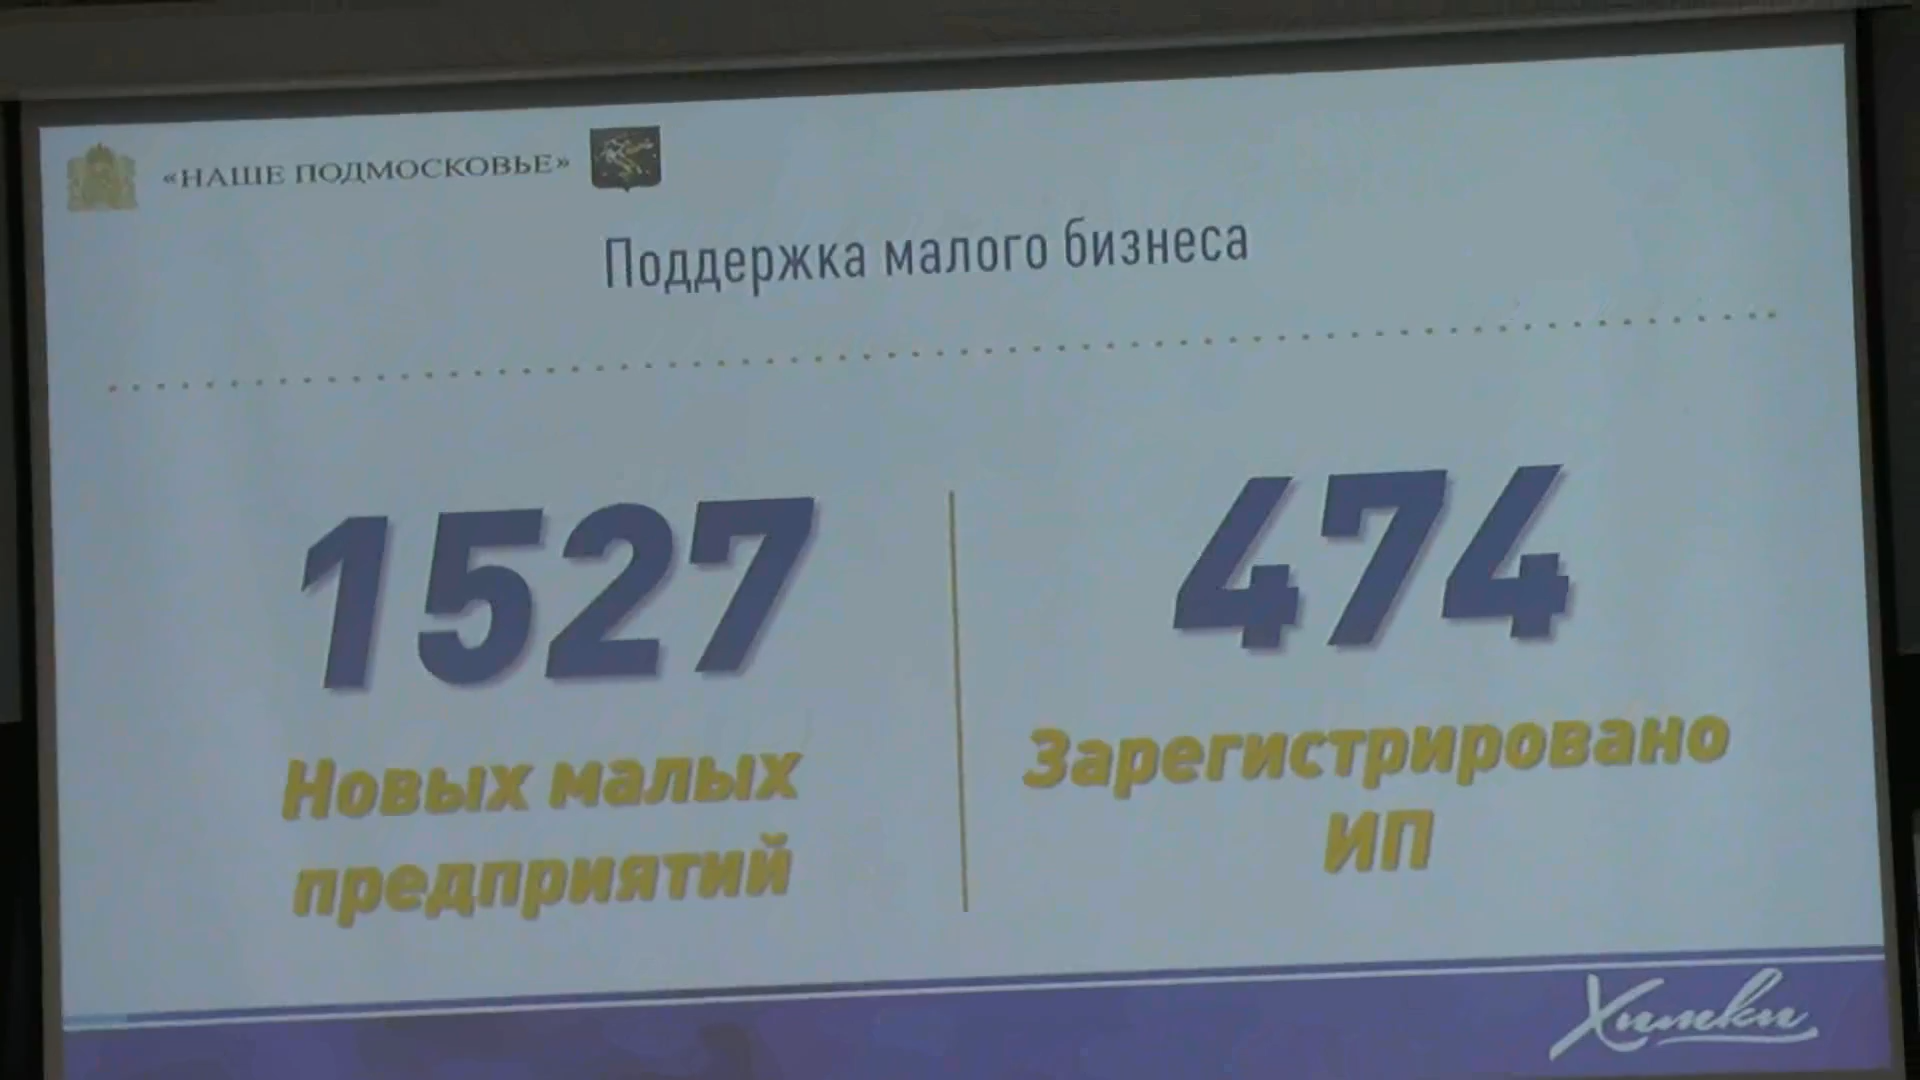 «НАШЕ ПОДМОСКОВЬЕ»
Поддержка малого бизнеса
1527
Новых малых
предприятий
474
Зарегистрировано
ИП
Химки